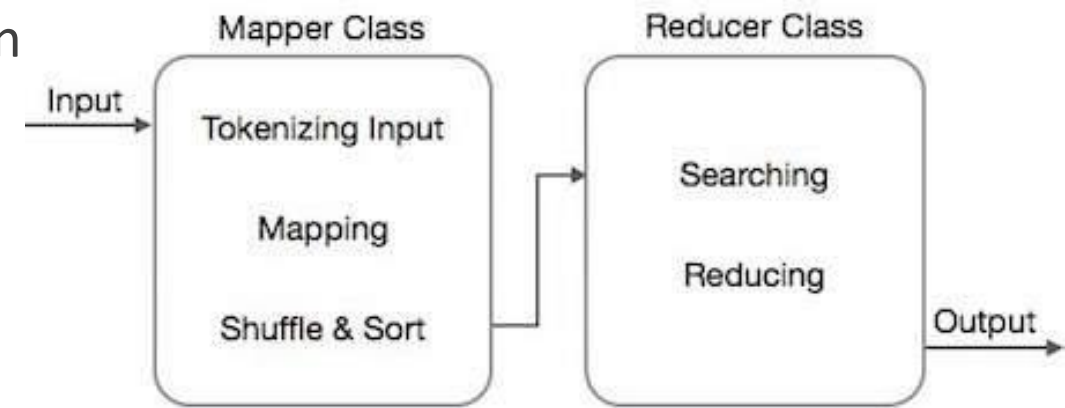 n
Mapper Class
Reducer Class
Input
Tokenizing Input
Mapping
Shuffle & Sort
Searching
Reducing
Output